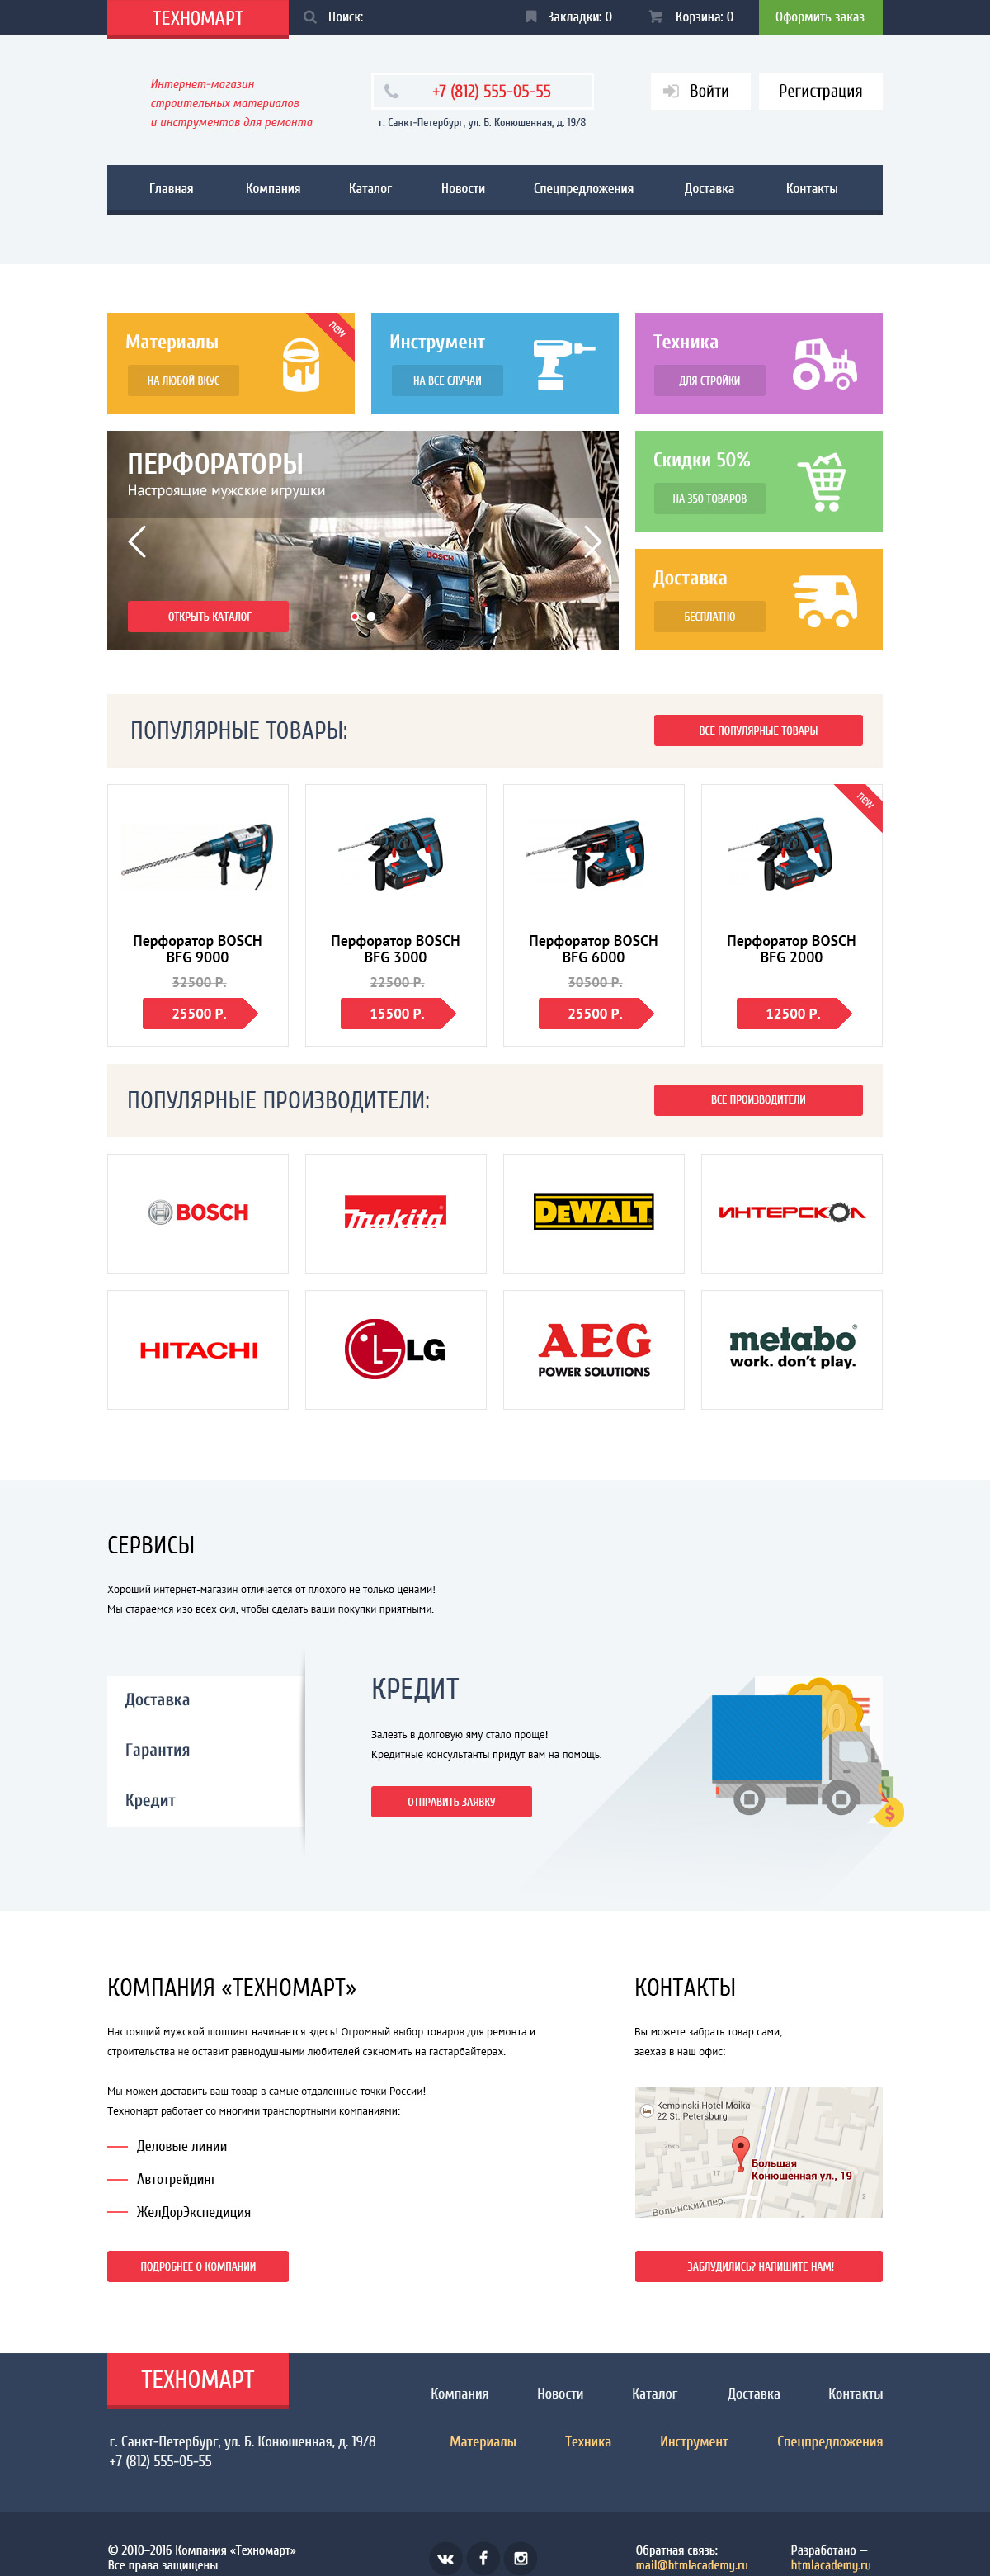 ТЕХНОМАРТ
Поиск:
Закладки: 0
Корзина: 0
Оформить заказ
Интернет-магазин
строительных материалов
и инструментов для ремонта
+7 (812) 555-05-55
г. Санкт-Петербург, ул. Б. Конюшенная, д. 19/8
Войти
Регистрация
Главная
Компания
Каталог
Новости
Спецпредложения
Доставка
Контакты
Материалы
НА ЛЮБОЙ ВКУС
new
Инструмент
НА ВСЕ СЛУЧАИ
Техника
ДЛЯ СТРОЙКИ
ПЕРФОРАТОРЫ
Настроящие мужские игрушки
BOSCH
ОТКРЫТЬ КАТАЛОГ
Скидки 50%
НА 350 ТОВАРОВ
Доставка
БЕСПЛАТНО
ПОПУЛЯРНЫЕ ТОВАРЫ:
ВСЕ ПОПУЛЯРНЫЕ ТОВАРЫ
Перфоратор BOSCH
BFG 9000
32500 Р.
25500 Р.
Перфоратор BOSCH
BFG 3000
22500 Р.
15500 Р.
Перфоратор BOSCH
BFG 6000
30500 Р.
25500 Р.
new
Перфоратор BOSCH
BFG 2000
12500 Р.
ПОПУЛЯРНЫЕ ПРОИЗВОДИТЕЛИ:
ВСЕ ПРОИЗВОДИТЕЛИ
BOSCH
makita
DEWALT
ИНТЕРСКОЛ
HITACHI
LG
AEG
POWER SOLUTIONS
metabo®
work. don't play.
СЕРВИСЫ
Хороший интернет-магазин отличается от плохого не только ценами!
Мы стараемся изо всех сил, чтобы сделать ваши покупки приятными.
Доставка
Гарантия
Кредит
КРЕДИТ
Залезть в долговую яму стало проще!
Кредитные консультанты придут вам на помощь.
ОТПРАВИТЬ ЗАЯВКУ
$
КОМПАНИЯ «ТЕХНОМАРТ»
Настоящий мужской шоппинг начинается здесь! Огромный выбор товаров для ремонта и
строительства не оставит равнодушными любителей сэкномить на гастарбайтерах.
Мы можем доставить ваш товар в самые отдаленные точки России!
Техномарт работает со многими транспортными компаниями:
Деловые линии
Автотрейдинг
ЖелДорЭкспедиция
ПОДРОБНЕЕ О КОМПАНИИ
КОНТАКТЫ
Вы можете забрать товар сами,
заехав в наш офис:
Kempinski Hotel Moika
22 St. Petersburg
26к6
17
Большая
Конюшенная ул., 19
2
Волынский пер.
ЗАБЛУДИЛИСЬ? НАПИШИТЕ НАМ!
ТЕХНОМАРТ
Компания
Новости
Каталог
Доставка
Контакты
г. Санкт-Петербург, ул. Б. Конюшенная, д. 19/8
+7 (812) 555-05-55
Материалы
Техника
Инструмент
Спецпредложения
© 2010–2016 Компания «Техномарт»
Все права защищены
Обратная связь:
mail@htmlacademy.ru
Разработано —
htmlacademy.ru